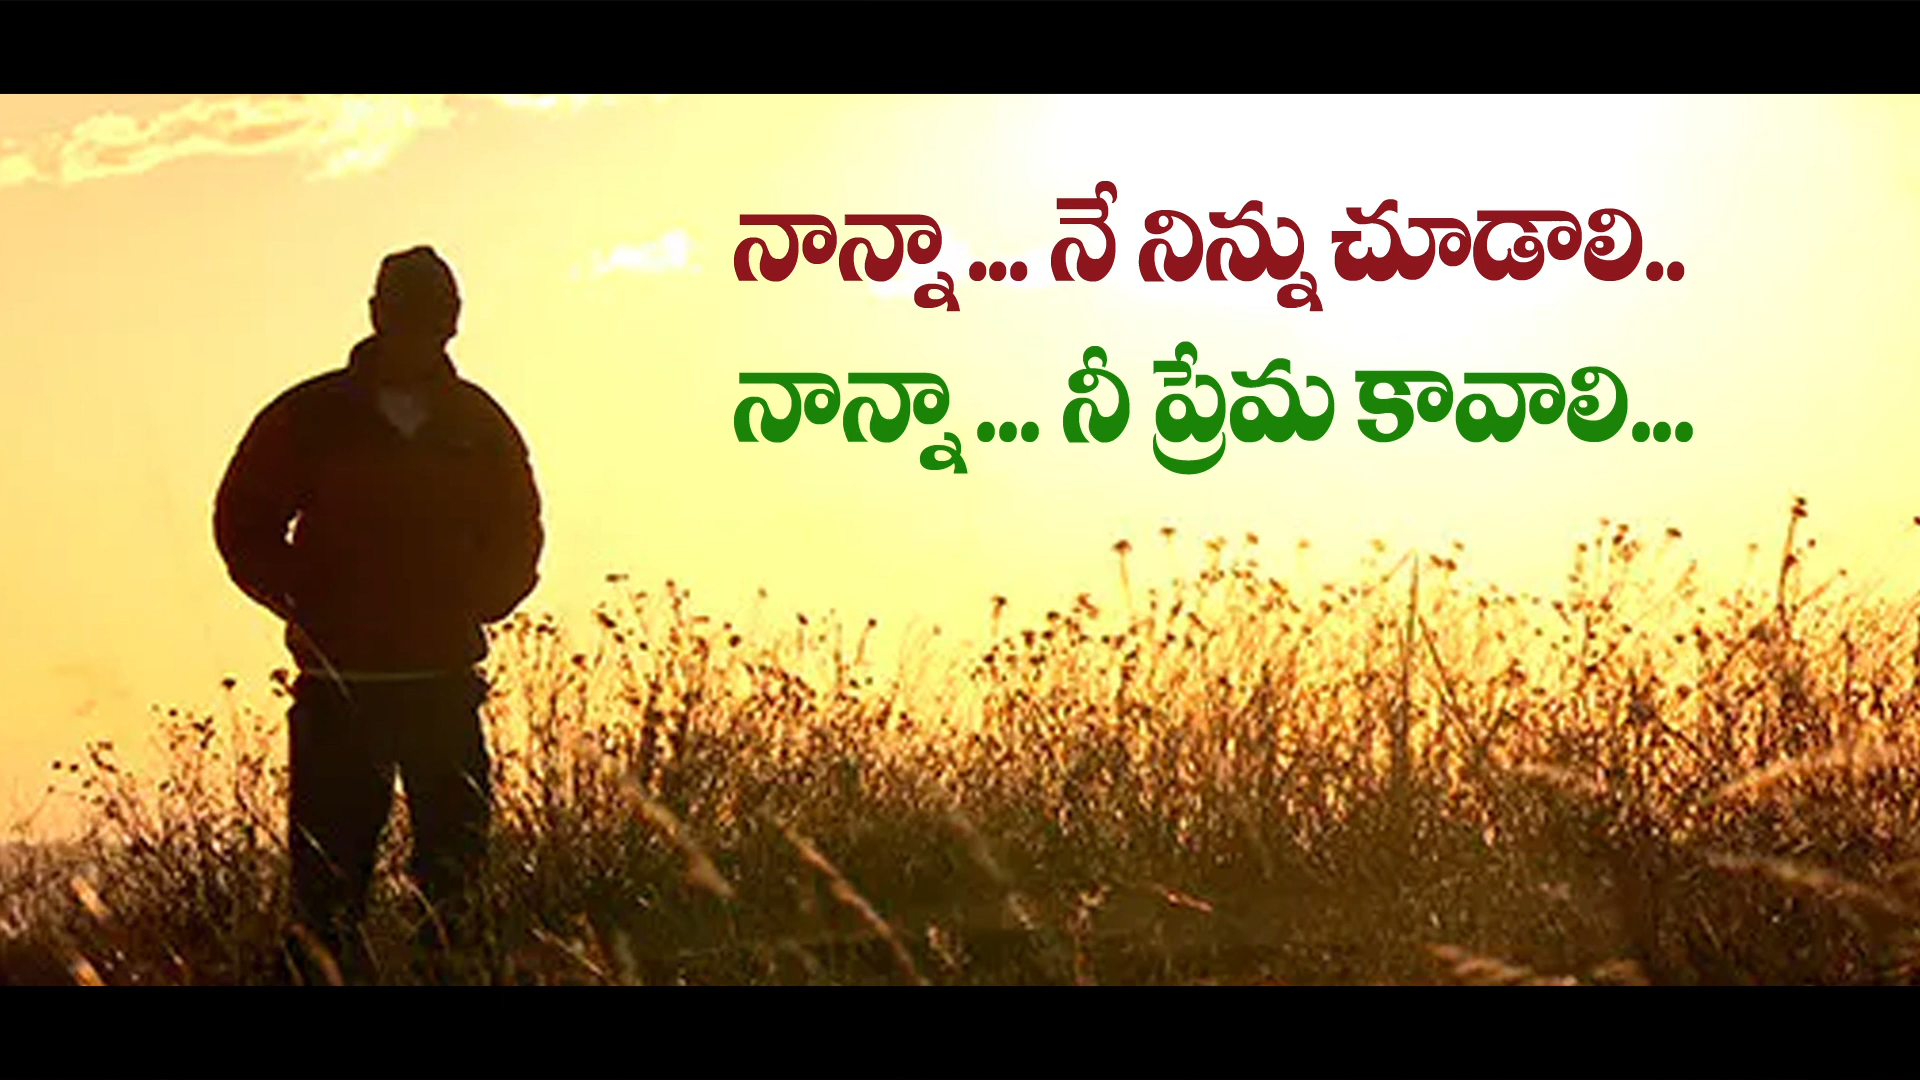 నాన్నా... నే నిన్ను చూడాలి..
నాన్నా... నీ ప్రేమ కావాలి...